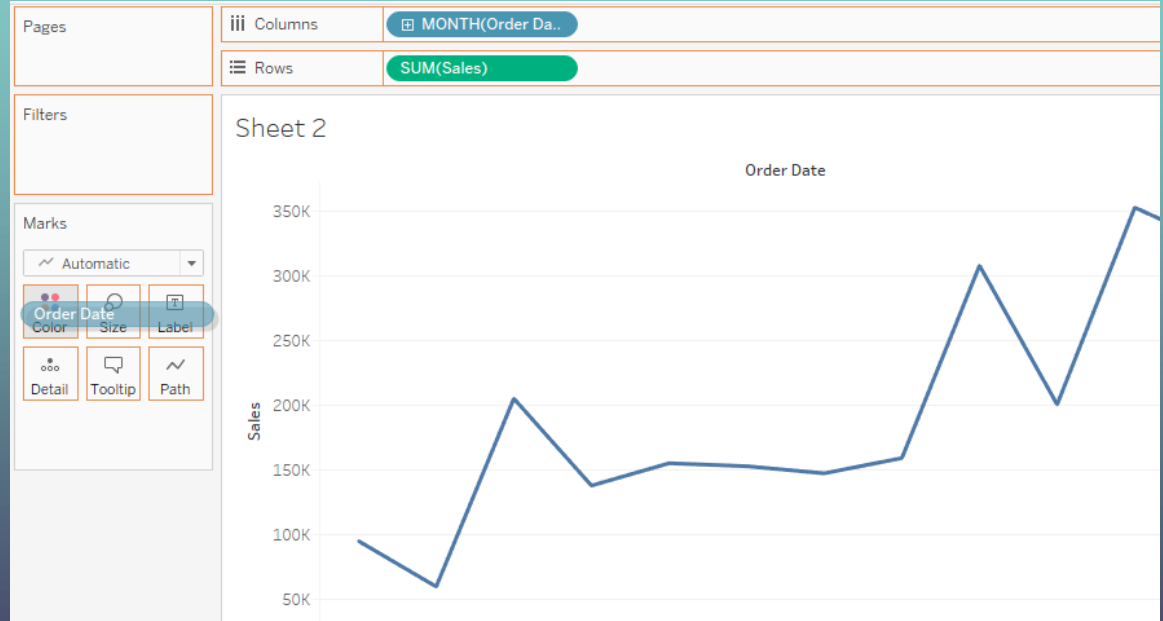 Pages
Columns
MONTH(Order Da..
Rows
SUM(Sales)
Filters
Sheet 2
Order Date
Marks
Automatic
Order Date
Color
Size
T
Label
Detail
Tooltip
Path
Sales
350K
300K
250K
200K
150K
100K
50K